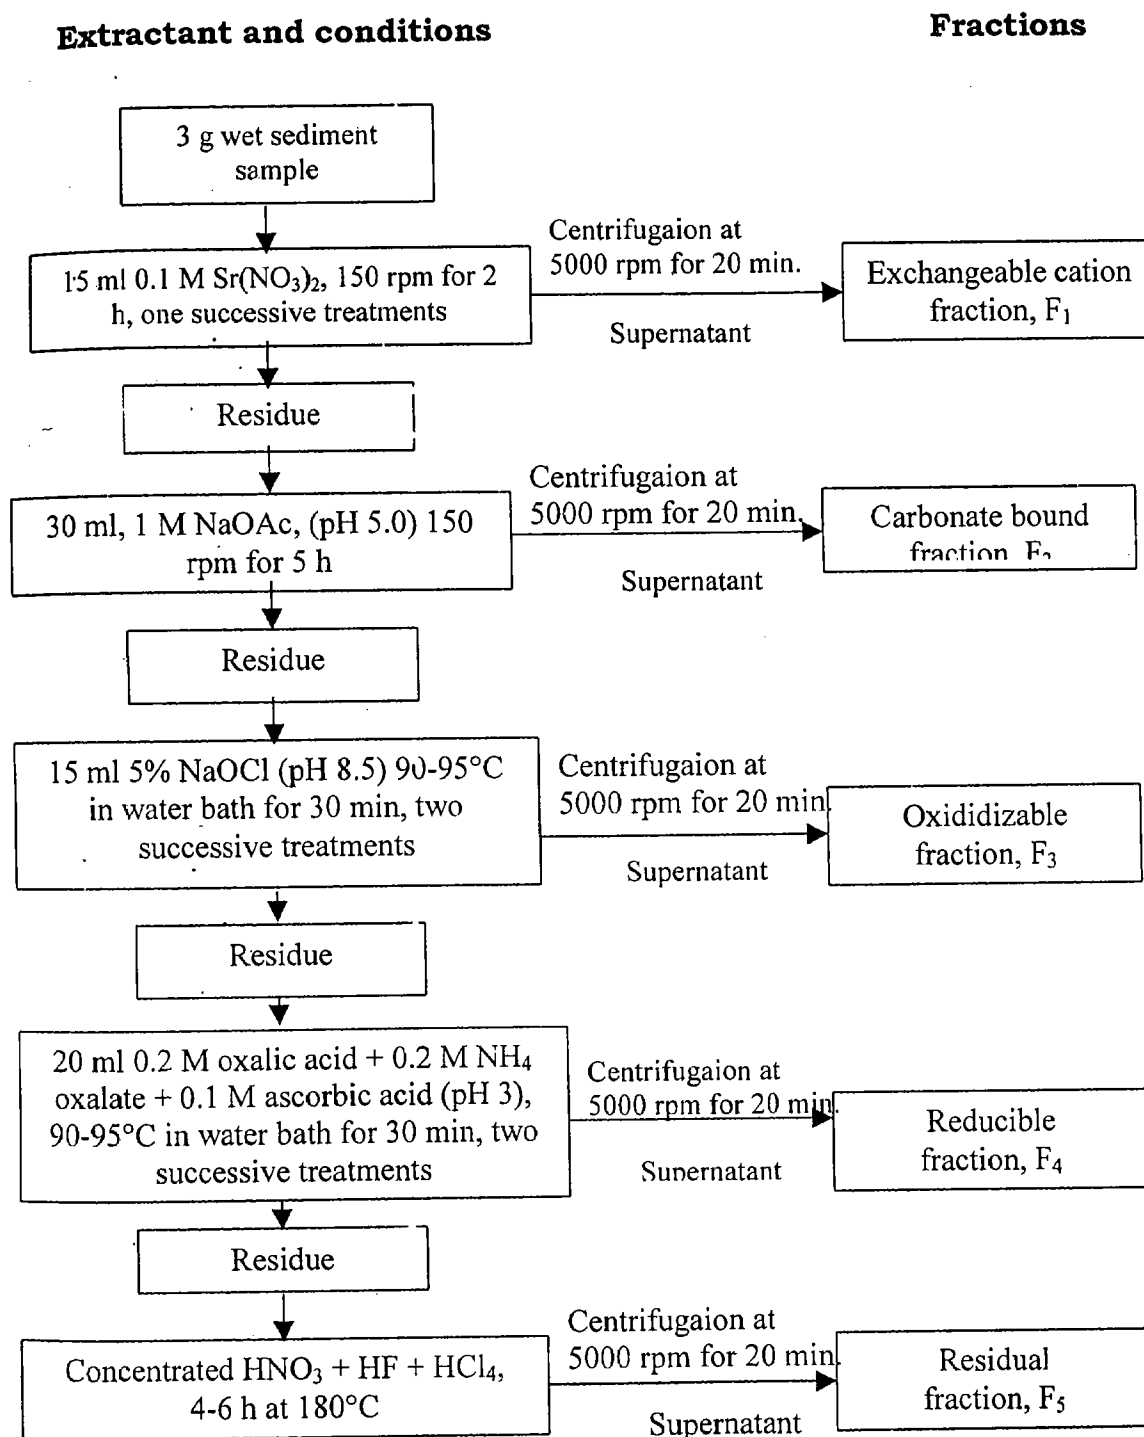 Extractant and conditions
Fractions
3 g wet sediment
sample
15 ml 0.1 M Sr(NO3)2, 150 rpm for 2
h, one successive treatments
Centrifugaion at
5000 rpm for 20 min.
Supernatant
Exchangeable cation
fraction, F1
Residue
30 ml, 1 M NaOAc, (pH 5.0) 150
rpm for 5 h
Centrifugaion at
5000 rpm for 20 min.
Supernatant
Carbonate bound
fraction, F2
Residue
15 ml 5% NaOCl (pH 8.5) 90-95°C
in water bath for 30 min, two
successive treatments
Centrifugaion at
5000 rpm for 20 min.
Supernatant
Oxididizable
fraction, F3
Residue
20 ml 0.2 M oxalic acid + 0.2 M NH4
oxalate + 0.1 M ascorbic acid (pH 3),
90-95°C in water bath for 30 min, two
successive treatments
Centrifugaion at
5000 rpm for 20 min.
Supernatant
Reducible
fraction, F4
Residue
Concentrated HNO3 + HF + HCl4,
4-6 h at 180°C
Centrifugaion at
5000 rpm for 20 min.
Supernatant
Residual
fraction, F5